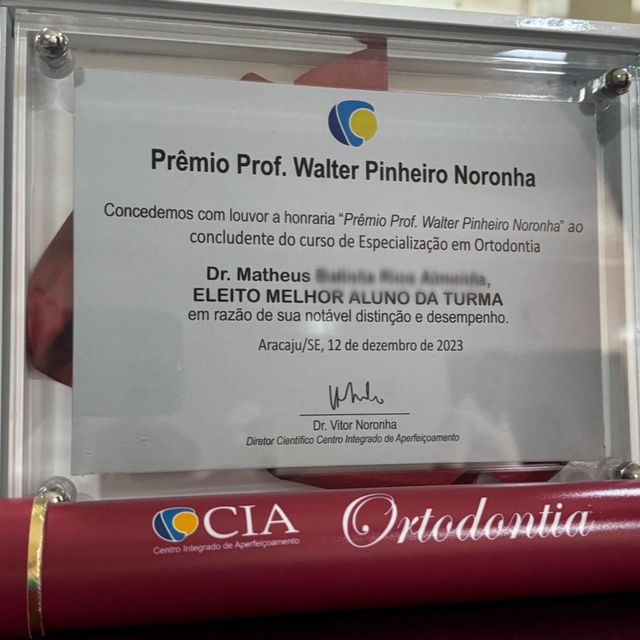 Prêmio Prof. Walter Pinheiro Noronha
Concedemos com louvor a honraria “Prêmio Prof. Walter Pinheiro Noronha” ao
concludente do curso de Especialização em Ortodontia
Dr. Matheus
ELEITO MELHOR ALUNO DA TURMA
em razão de sua notável distinção e desempenho.
Aracaju/SE, 12 de dezembro de 2023
Dr. Vitor Noronha
Diretor Científico Centro Integrado de Aperfeiçoamento
CIA Ortodontia
Centro Integrado de Aperfeiçoamento